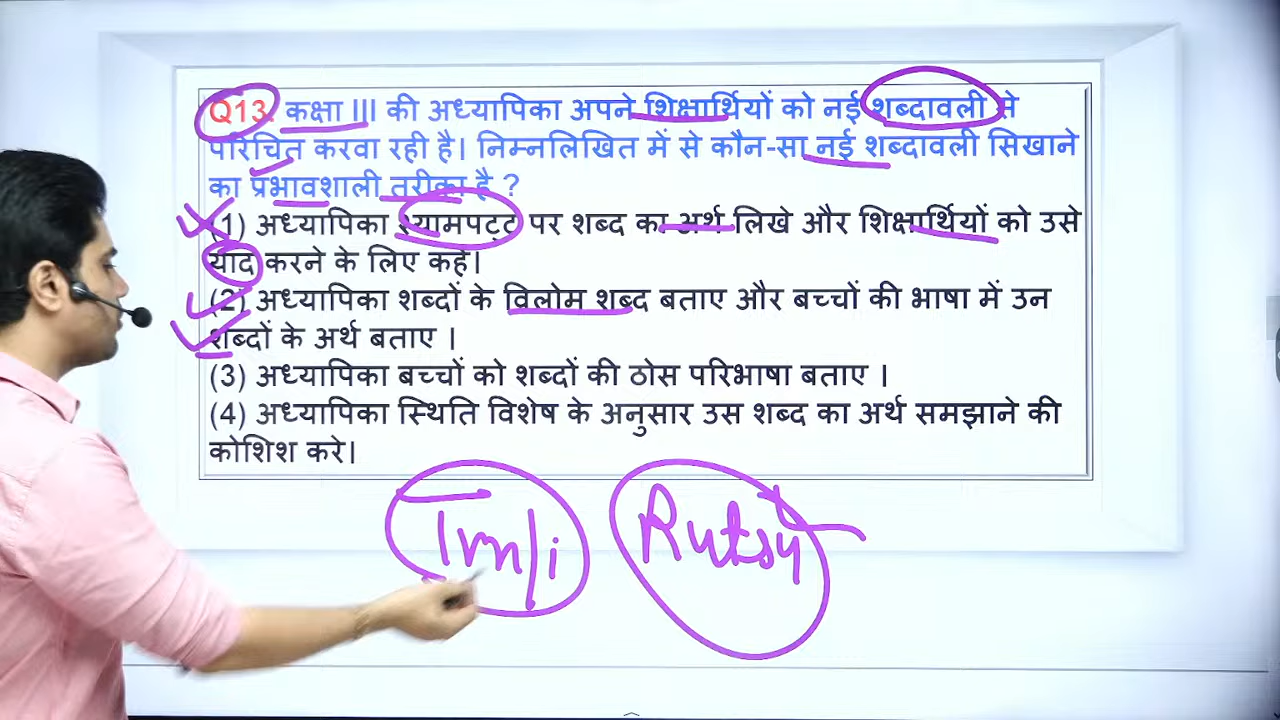 Q13. कक्षा III की अध्यापिका अपने शिक्षार्थियों को नई शब्दावली से
परिचित करवा रही है। निम्नलिखित में से कौन-सा नई शब्दावली सिखाने
का प्रभावशाली तरीका है ?
(1) अध्यापिका श्यामपट्ट पर शब्द का अर्थ लिखे और शिक्षार्थियों को उसे
याद करने के लिए कहे।
(2) अध्यापिका शब्दों के विलोम शब्द बताए और बच्चों की भाषा में उन
शब्दों के अर्थ बताए ।
(3) अध्यापिका बच्चों को शब्दों की ठोस परिभाषा बताए ।
(4) अध्यापिका स्थिति विशेष के अनुसार उस शब्द का अर्थ समझाने की
कोशिश करे।